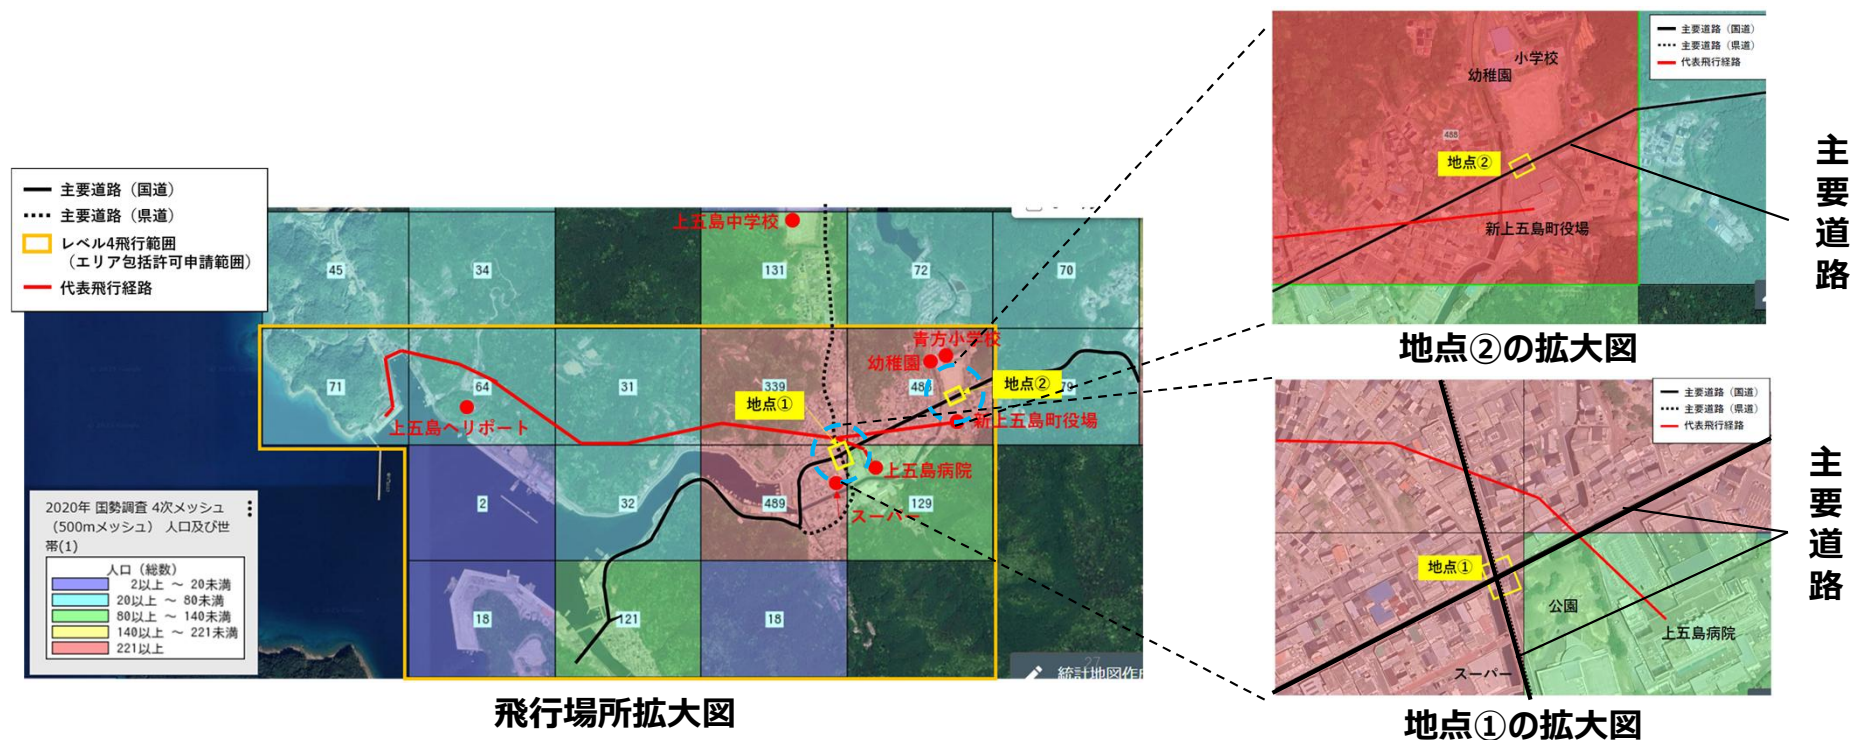 主要道路（国道）
主要道路（県道）
レベル4飛行範囲
（エリア包括許可申請範囲）
代表飛行経路
上五島中学校
45
34
131
72
70
青方小学校
幼稚園
71
64
31
339
488
79
地点①
地点②
上五島ヘリポート
新上五島町役場
上五島病院
2
32
489
129
スーパー
18
121
18
27
統計地図作成
2020年 国勢調査 4次メッシュ
（500mメッシュ） 人口及び世
帯(1)
人口（総数）
2以上 ～ 20未満
20以上 ～ 80未満
80以上 ～ 140未満
140以上 ～ 221未満
221以上
飛行場所拡大図
主要道路（国道）
主要道路（県道）
代表飛行経路
小学校
幼稚園
488
地点②
新上五島町役場
主要道路
地点②の拡大図
主要道路（国道）
主要道路（県道）
代表飛行経路
地点①
公園
上五島病院
スーパー
主要道路
地点①の拡大図